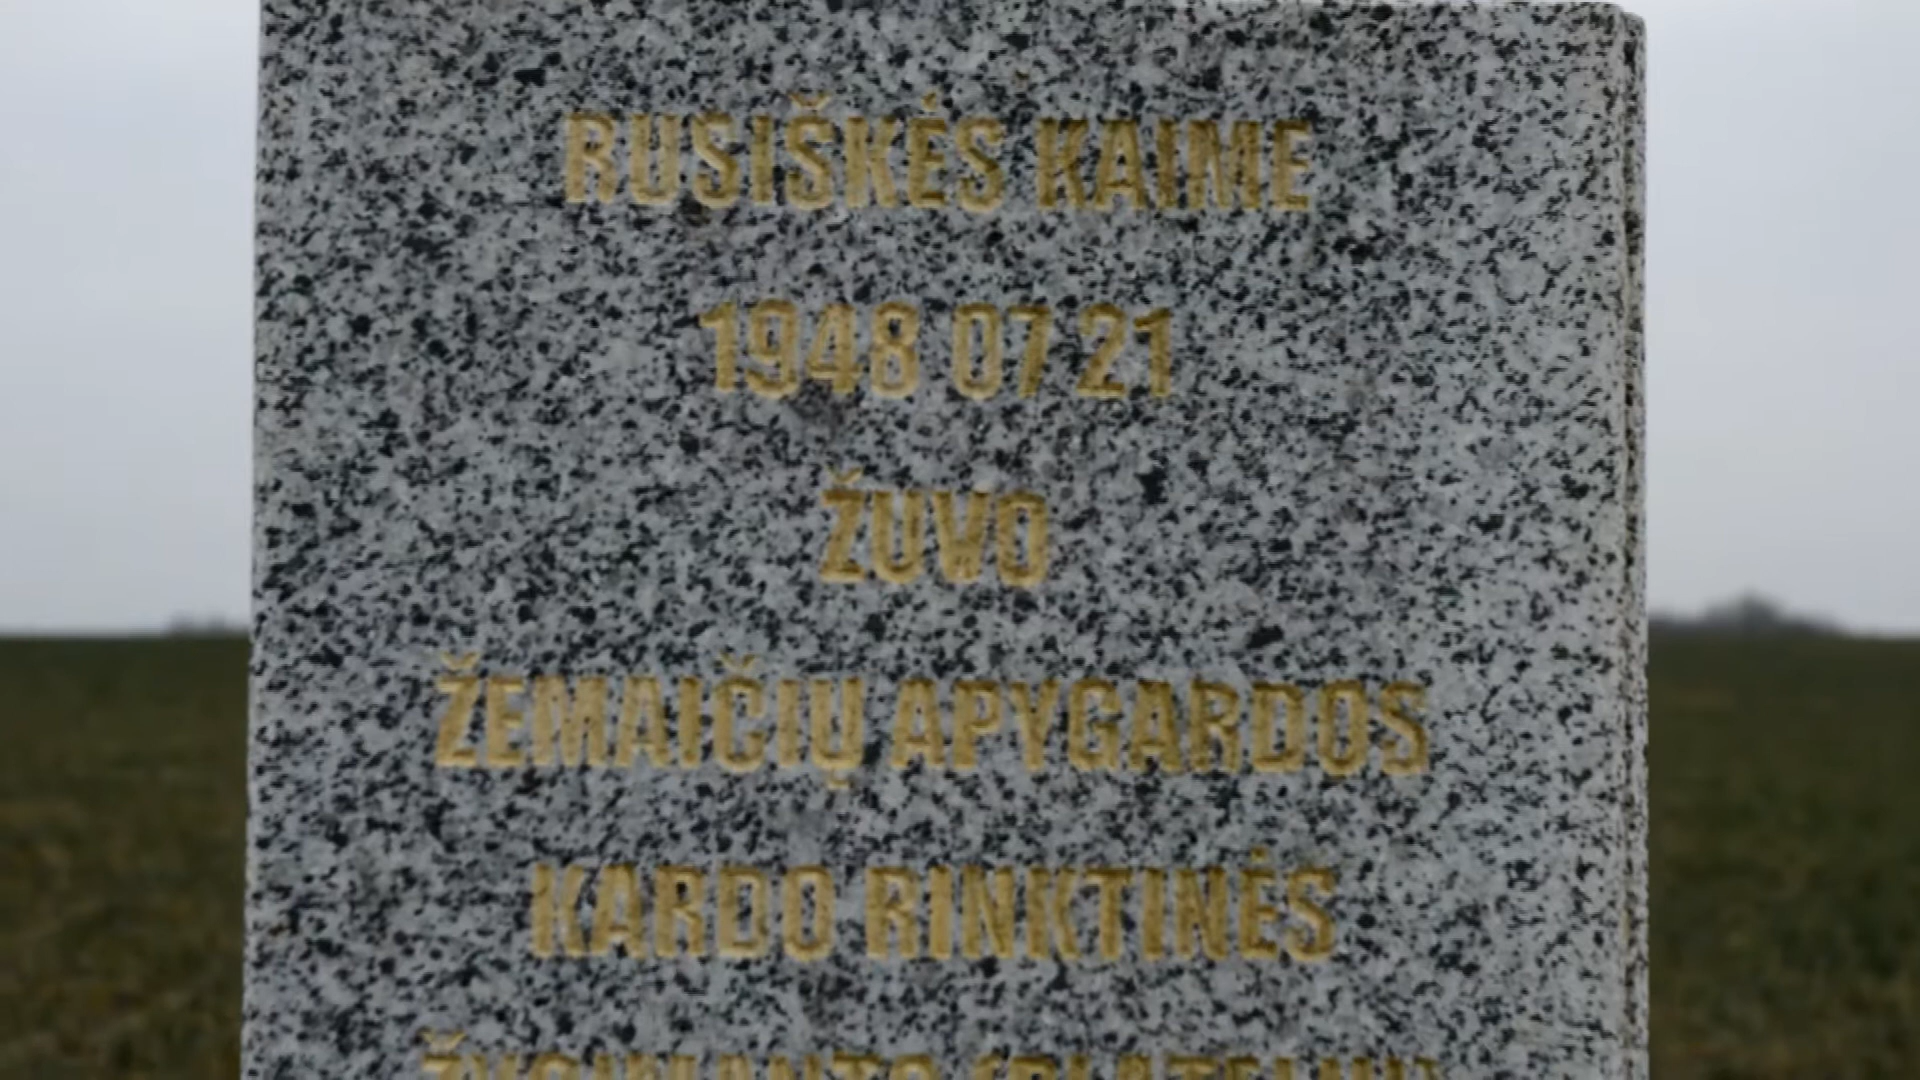 RUSIŠKĖS KAIME
1948 07 21
ŽUVO
ŽEMAIČIŲ APYGARDOS
KARDO RINKTINĖS